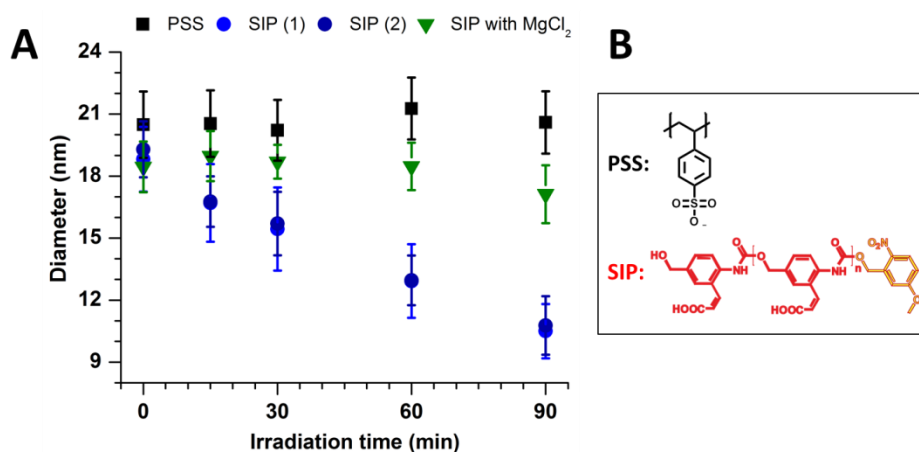 A
B
PSS SIP (1) SIP (2) SIP with MgCl₂
24
21
18
15
12
9
Diameter (nm)
0 30 60 90
Irradiation time (min)
PSS:
O=S=O
O⁻
SIP:
HO
O
NH
O
O
NH
n
O
O₂N
O
HOOC
HOOC